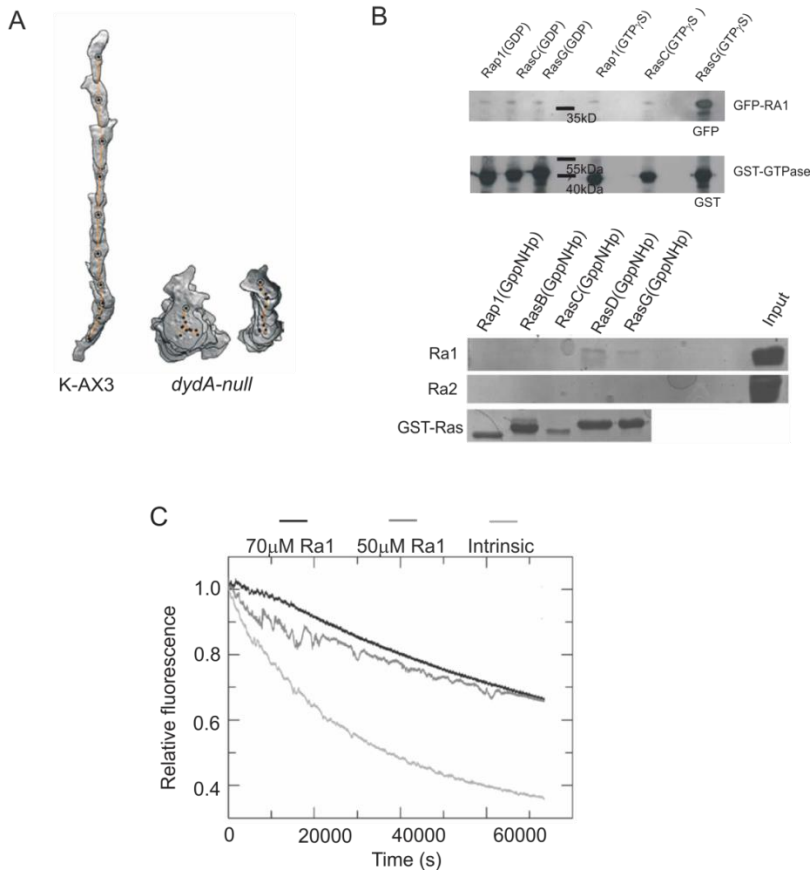 A
K-AX3
dydA-null
B
Rap1(GDP)
RasC(GDP)
RasG(GDP)
Rap1(GTPγS)
RasC(GTPγS )
RasG(GTPγS)
GFP-RA1
35kD
GFP
55kDa
GST-GTPase
40kDa
GST
Rap1(GppNHp)
RasB(GppNHp)
RasC(GppNHp)
RasD(GppNHp)
RasG(GppNHp)
Input
Ra1
Ra2
GST-Ras
C
70μM Ra1
50μM Ra1
Intrinsic
Relative fluorescence
1.0
0.8
0.6
0.4
0
20000
40000
60000
Time (s)